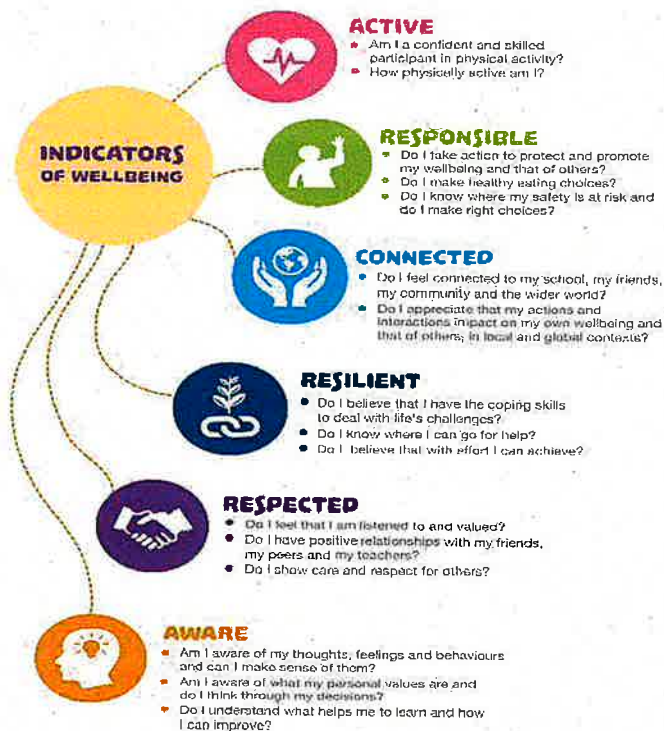 INDICATORS
OF WELLBEING
ACTIVE
• Am I a confident and skilled
participant in physical activity?
• How physically active am I?
RESPONSIBLE
• Do I take action to protect and promote
my wellbeing and that of others?
• Do I make healthy eating choices?
• Do I know where my safety is at risk and
do I make right choices?
CONNECTED
• Do I feel connected to my school, my friends,
my community and the wider world?
• Do I appreciate that my actions and
interactions impact on my own wellbeing and
that of others, in local and global contexts?
RESILIENT
• Do I believe that I have the coping skills
to deal with life's challenges?
• Do I know where I can go for help?
• Do I believe that with effort I can achieve?
RESPECTED
• Do I feel that I am listened to and valued?
• Do I have positive relationships with my friends,
my peers and my teachers?
• Do I show care and respect for others?
AWARE
• Am I aware of my thoughts, feelings and behaviours
and can I make sense of them?
• Am I aware of what my personal values are and
do I think through my decisions?
• Do I understand what helps me to learn and how
I can improve?